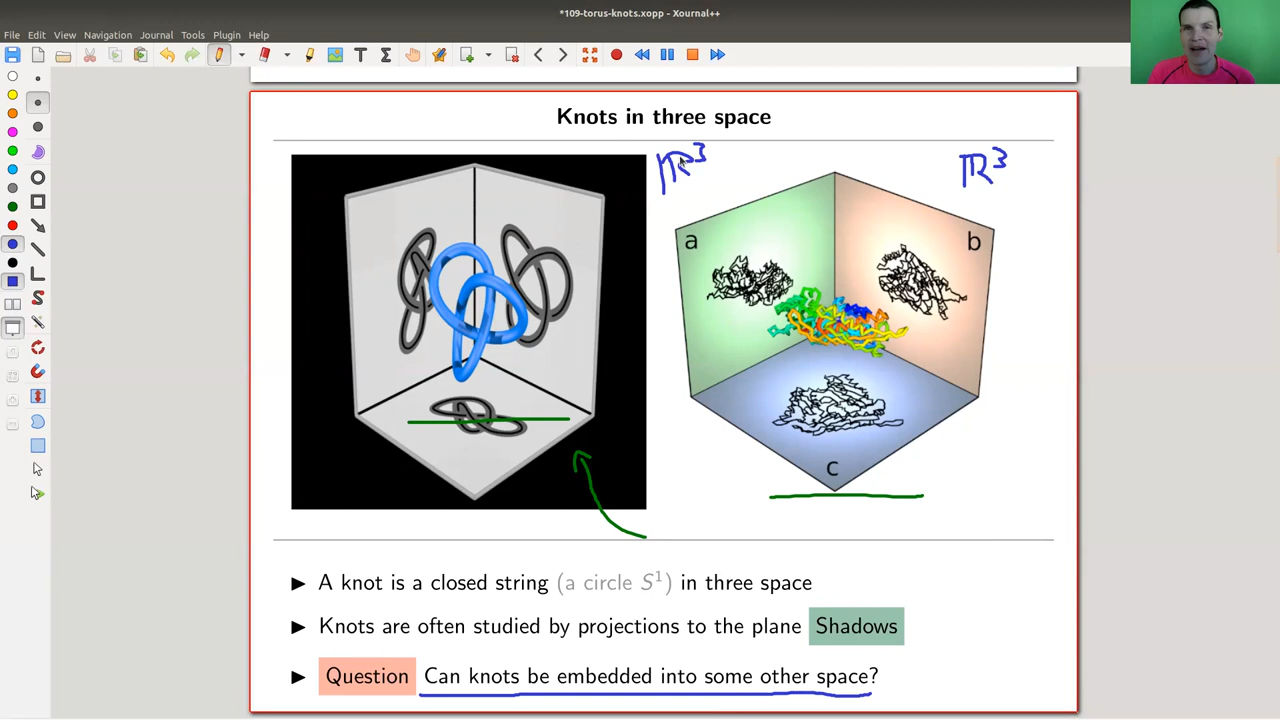 *109-torus-knots.xopp - Xournal++
File Edit View Navigation Journal Tools Plugin Help
Knots in three space
ℝ³
ℝ³
a
b
c
▶ A knot is a closed string (a circle S¹) in three space
▶ Knots are often studied by projections to the plane Shadows
▶ Question Can knots be embedded into some other space?